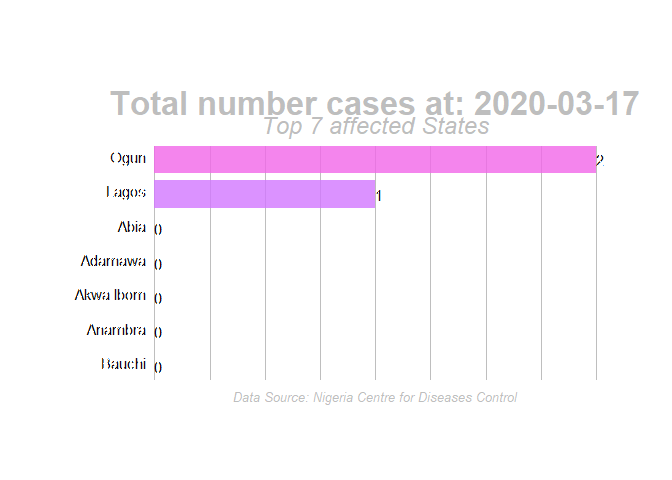 Total number cases at: 2020-03-17
Top 7 affected States
Ogun 2
Lagos 1
Abia 0
Adamawa 0
Akwa Ibom 0
Anambra 0
Bauchi 0
Data Source: Nigeria Centre for Diseases Control